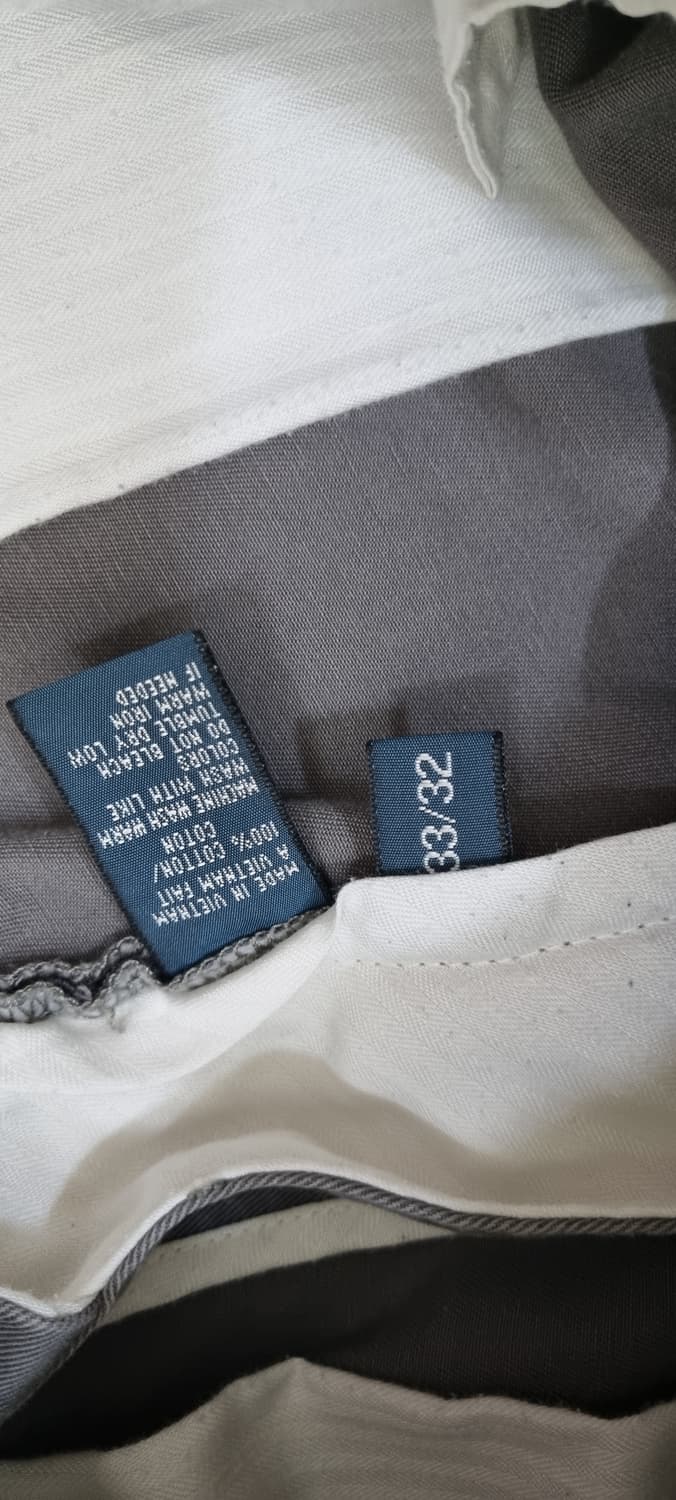 MADE IN VIETNAM
A VIETNAM FAIT
100% COTTON/
COTON
MACHINE WASH WARM
WASH WITH LIKE
COLORS
DO NOT BLEACH
TUMBLE DRY LOW
WARM IRON
IF NEEDED
33/32